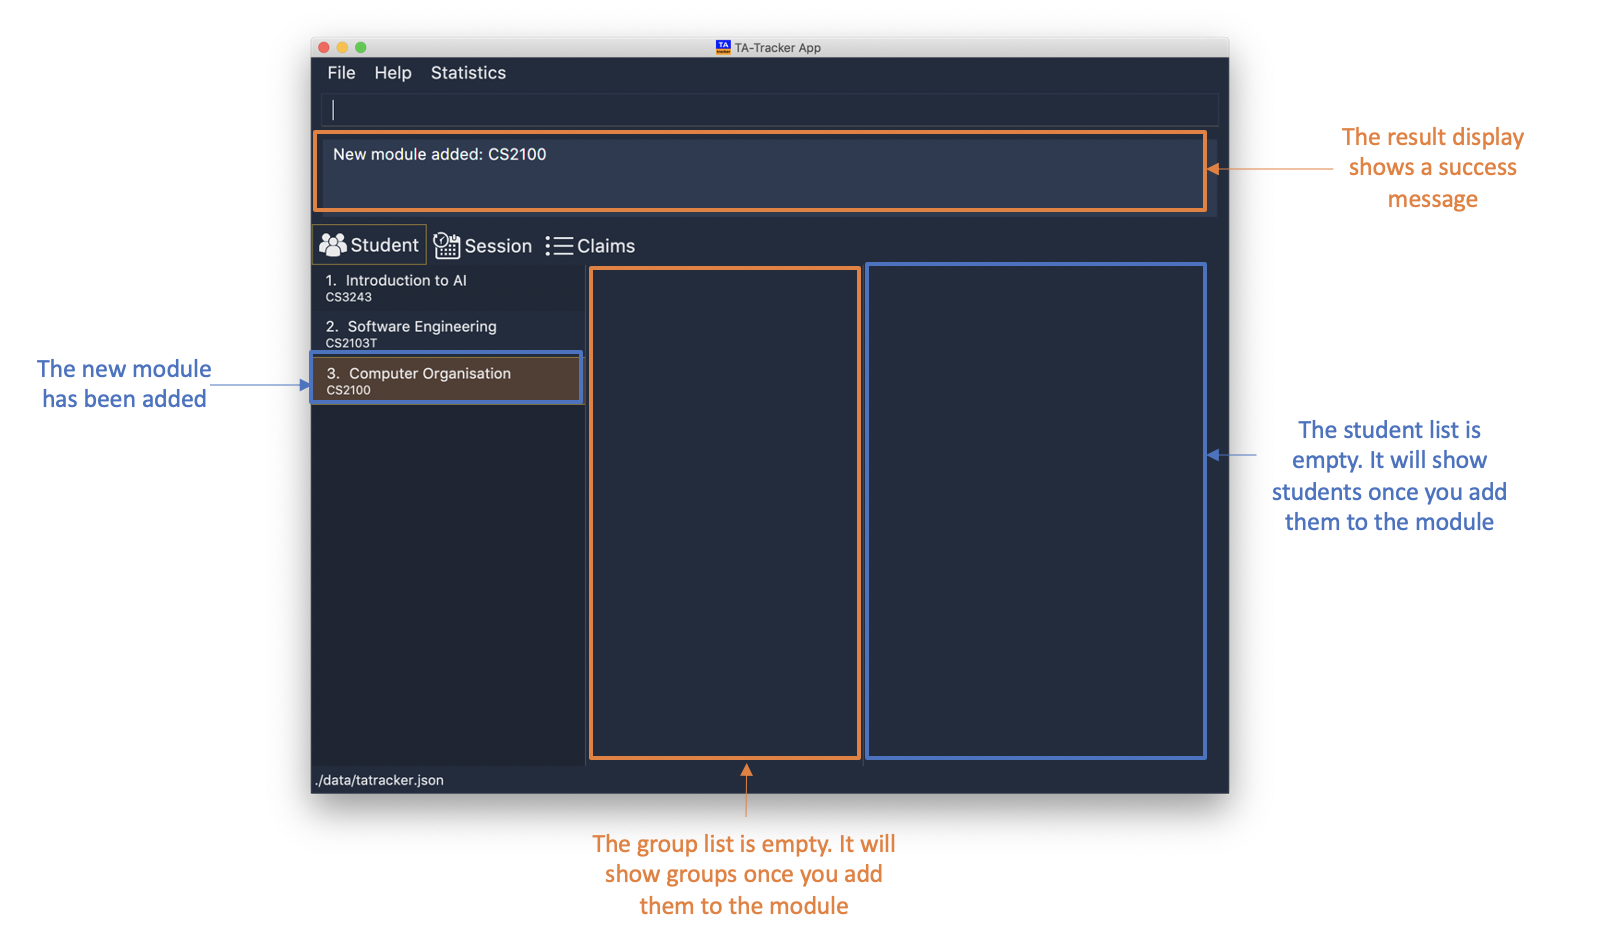 TA
tracker
TA-Tracker App
File Help Statistics
New module added: CS2100
The result display
shows a success
message
Student Session Claims
1. Introduction to AI
CS3243
2. Software Engineering
CS2103T
3. Computer Organisation
CS2100
The new module
has been added
The student list is
empty. It will show
students once you add
them to the module
./data/tatracker.json
The group list is empty. It will
show groups once you add
them to the module